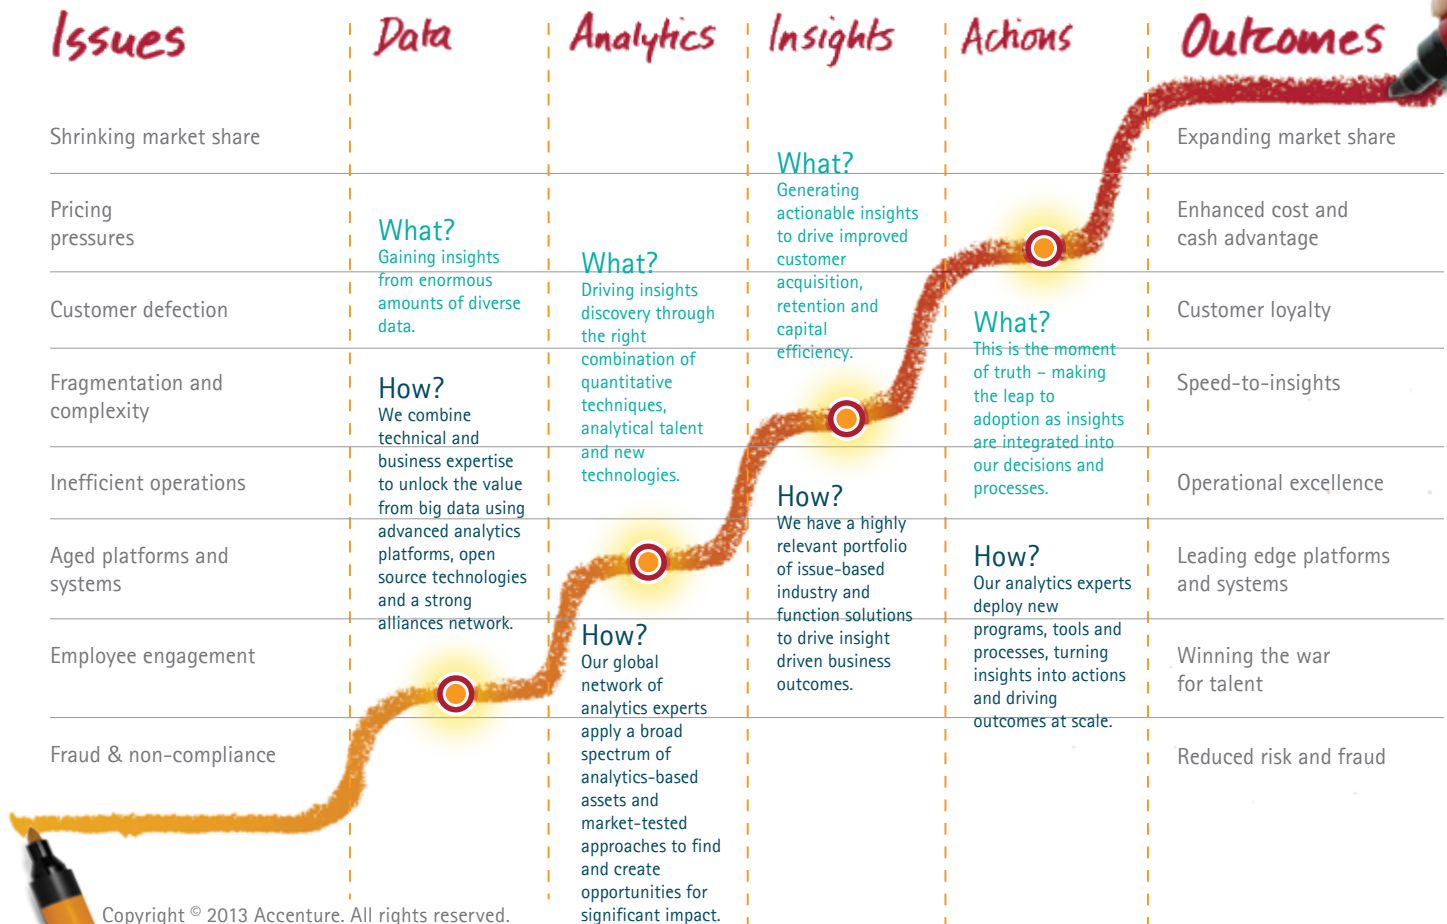 Issues
Data
Analytics
Insights
Actions
Outcomes
Shrinking market share
Pricing
pressures
Customer defection
Fragmentation and
complexity
Inefficient operations
Aged platforms and
systems
Employee engagement
Fraud & non-compliance
What?
Gaining insights
from enormous
amounts of diverse
data.
How?
We combine
technical and
business expertise
to unlock the value
from big data using
advanced analytics
platforms, open
source technologies
and a strong
alliances network.
What?
Driving insights
discovery through
the right
combination of
quantitative
techniques,
analytical talent
and new
technologies.
How?
Our global
network of
analytics experts
apply a broad
spectrum of
analytics-based
assets and
market-tested
approaches to find
and create
opportunities for
significant impact.
What?
Generating
actionable insights
to drive improved
customer
acquisition,
retention and
capital
efficiency.
How?
We have a highly
relevant portfolio
of issue-based
industry and
function solutions
to drive insight
driven business
outcomes.
What?
This is the moment
of truth – making
the leap to
adoption as insights
are integrated into
our decisions and
processes.
How?
Our analytics experts
deploy new
programs, tools and
processes, turning
insights into actions
and driving
outcomes at scale.
Expanding market share
Enhanced cost and
cash advantage
Customer loyalty
Speed-to-insights
Operational excellence
Leading edge platforms
and systems
Winning the war
for talent
Reduced risk and fraud
Copyright © 2013 Accenture. All rights reserved.